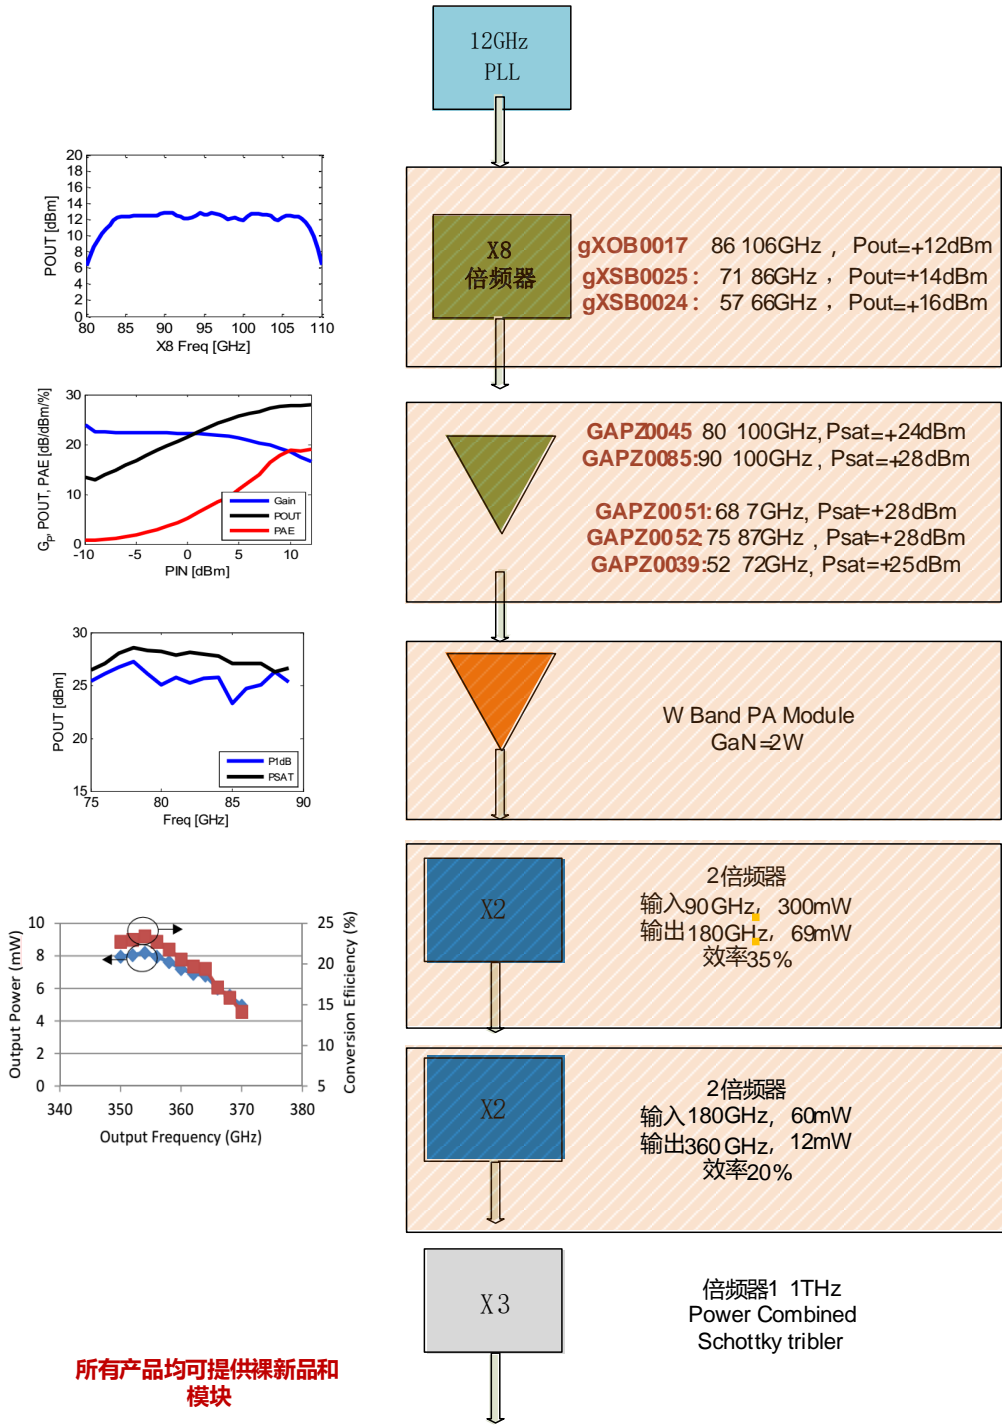 12GHz
PLL
20
18
16
14
12
10
8
6
4
2
0
POUT [dBm]
80 85 90 95 100 105 110
X8 Freq [GHz]
X8
倍频器
gXOB0017 86 106GHz , Pout=+12dBm
gXSB0025: 71 86GHz , Pout=+14dBm
gXSB0024: 57 66GHz , Pout=+16dBm
30
20
10
0
GP, POUT, PAE [dB/dBm/%]
Gain
POUT
PAE
-10 -5 0 5 10
PIN [dBm]
GAPZ0045 80 100GHz, Psat=+24dBm
GAPZ0085:90 100GHz, Psat=+28dBm
GAPZ0051:68 7GHz, Psat=+28dBm
GAPZ0052:75 87GHz , Psat=+28dBm
GAPZ0039:52 72GHz, Psat=+25dBm
30
25
20
15
POUT [dBm]
P1dB
PSAT
75 80 85 90
Freq [GHz]
W Band PA Module
GaN=2W
X2
2倍频器
输入90GHz, 300mW
输出180GHz, 69mW
效率35%
10
8
6
4
2
0
Output Power (mW)
25
20
15
10
5
Conversion Efiiciency (%)
340 350 360 370 380
Output Frequency (GHz)
X2
2倍频器
输入180GHz, 60mW
输出360GHz, 12mW
效率20%
X3
倍频器1 1THz
Power Combined
Schottky tribler
所有产品均可提供裸新品和
模块